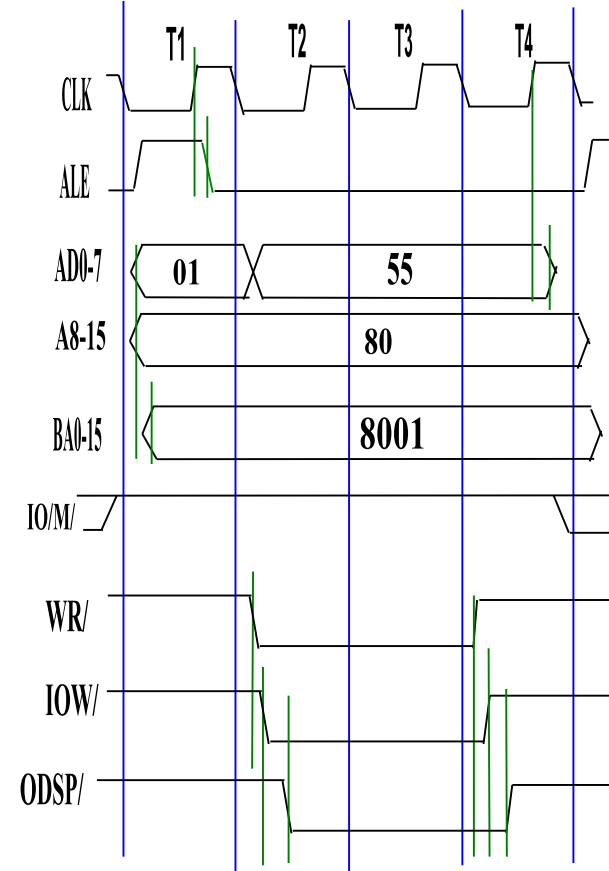 T1 T2 T3 T4
CLK
ALE
AD0-7 01 55
A8-15 80
BA0-15 8001
IO/M/
WR/
IOW/
ODSP/